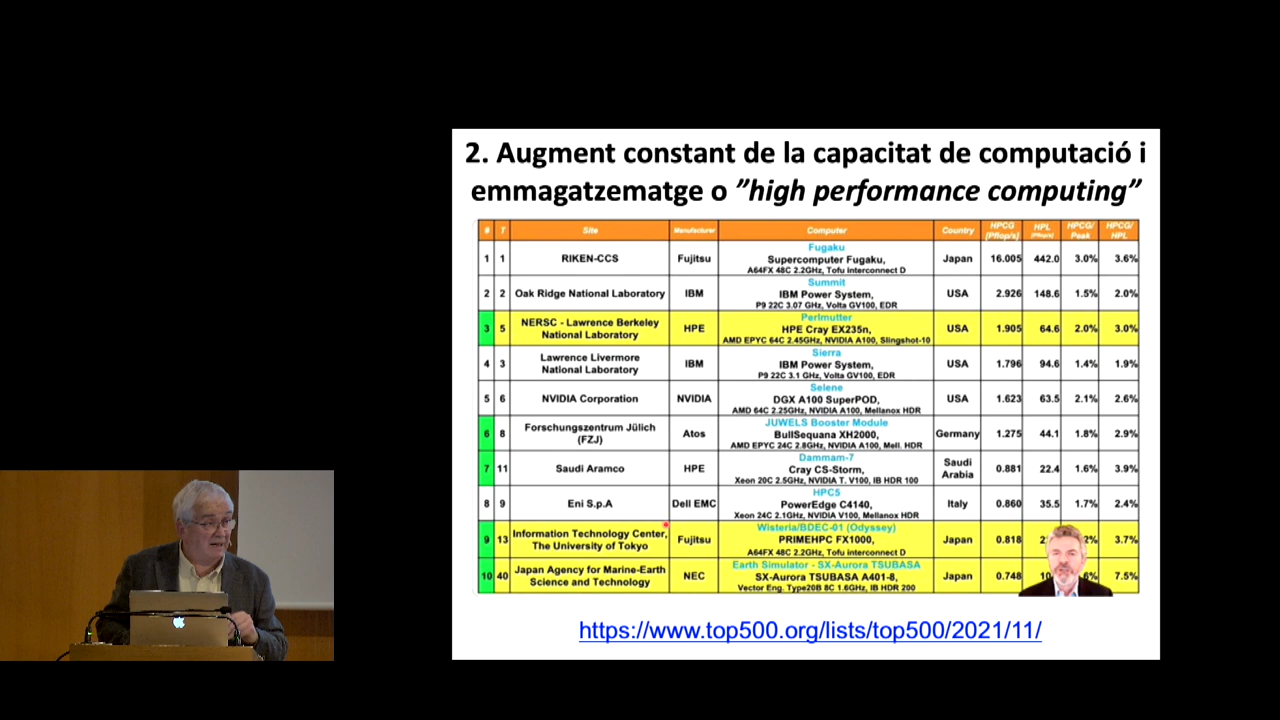 2. Augment constant de la capacitat de computació i
emmagatzematge o ”high performance computing”
# T Site Manufacturer Computer Country HPCG [Pflop/s] HPL [Pflop/s] HPCG/ Peak HPCG/ HPL
1 1 RIKEN-CCS Fujitsu Fugaku Supercomputer Fugaku, A64FX 48C 2.2GHz, Tofu interconnect D Japan 16.005 442.0 3.0% 3.6%
2 2 Oak Ridge National Laboratory IBM Summit IBM Power System, P9 22C 3.07 GHz, Volta GV100, EDR USA 2.926 148.6 1.5% 2.0%
3 5 NERSC - Lawrence Berkeley National Laboratory HPE Perlmutter HPE Cray EX235n, AMD EPYC 64C 2.45GHz, NVIDIA A100, Slingshot-10 USA 1.905 64.6 2.0% 3.0%
4 3 Lawrence Livermore National Laboratory IBM Sierra IBM Power System, P9 22C 3.1 GHz, Volta GV100, EDR USA 1.796 94.6 1.4% 1.9%
5 6 NVIDIA Corporation NVIDIA Selene DGX A100 SuperPOD, AMD 64C 2.25GHz, NVIDIA A100, Mellanox HDR USA 1.623 63.5 2.1% 2.6%
6 8 Forschungszentrum Jülich (FZJ) Atos JUWELS Booster Module BullSequana XH2000, AMD EPYC 24C 2.8GHz, NVIDIA A100, Mell. HDR Germany 1.275 44.1 1.8% 2.9%
7 11 Saudi Aramco HPE Dammam-7 Cray CS-Storm, Xeon 20C 2.5GHz, NVIDIA T. V100, IB HDR 100 Saudi Arabia 0.881 22.4 1.6% 3.9%
8 9 Eni S.p.A Dell EMC HPC5 PowerEdge C4140, Xeon 24C 2.1GHz, NVIDIA V100, Mellanox HDR Italy 0.860 35.5 1.7% 2.4%
9 13 Information Technology Center, The University of Tokyo Fujitsu Wisteria/BDEC-01 (Odyssey) PRIMEHPC FX1000, A64FX 48C 2.2GHz, Tofu interconnect D Japan 0.818 3.7%
10 40 Japan Agency for Marine-Earth Science and Technology NEC Earth Simulator - SX-Aurora TSUBASA SX-Aurora TSUBASA A401-8, Vector Eng. Type20B 8C 1.6GHz, IB HDR 200 Japan 0.748 7.5%
https://www.top500.org/lists/top500/2021/11/